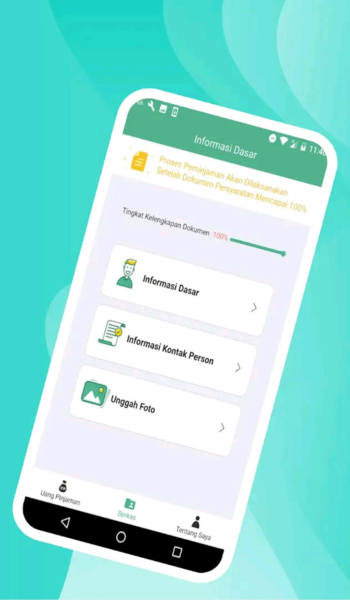 11:48
Informasi Dasar
Proses Peminjaman Akan Dilaksanakan
Setelah Dokumen Persyaratan Mencapai 100%
Tingkat Kelengkapan Dokumen 100%
Informasi Dasar
Informasi Kontak Person
Unggah Foto
Uang Pinjaman
Berkas
Tentang Saya